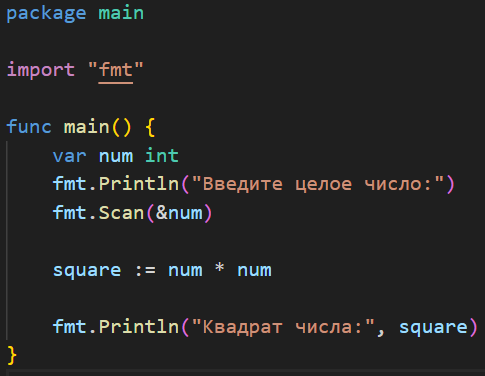 package main
import "fmt"
func main() {
    var num int
    fmt.Println("Введите целое число:")
    fmt.Scan(&num)
    square := num * num
    fmt.Println("Квадрат числа:", square)
}